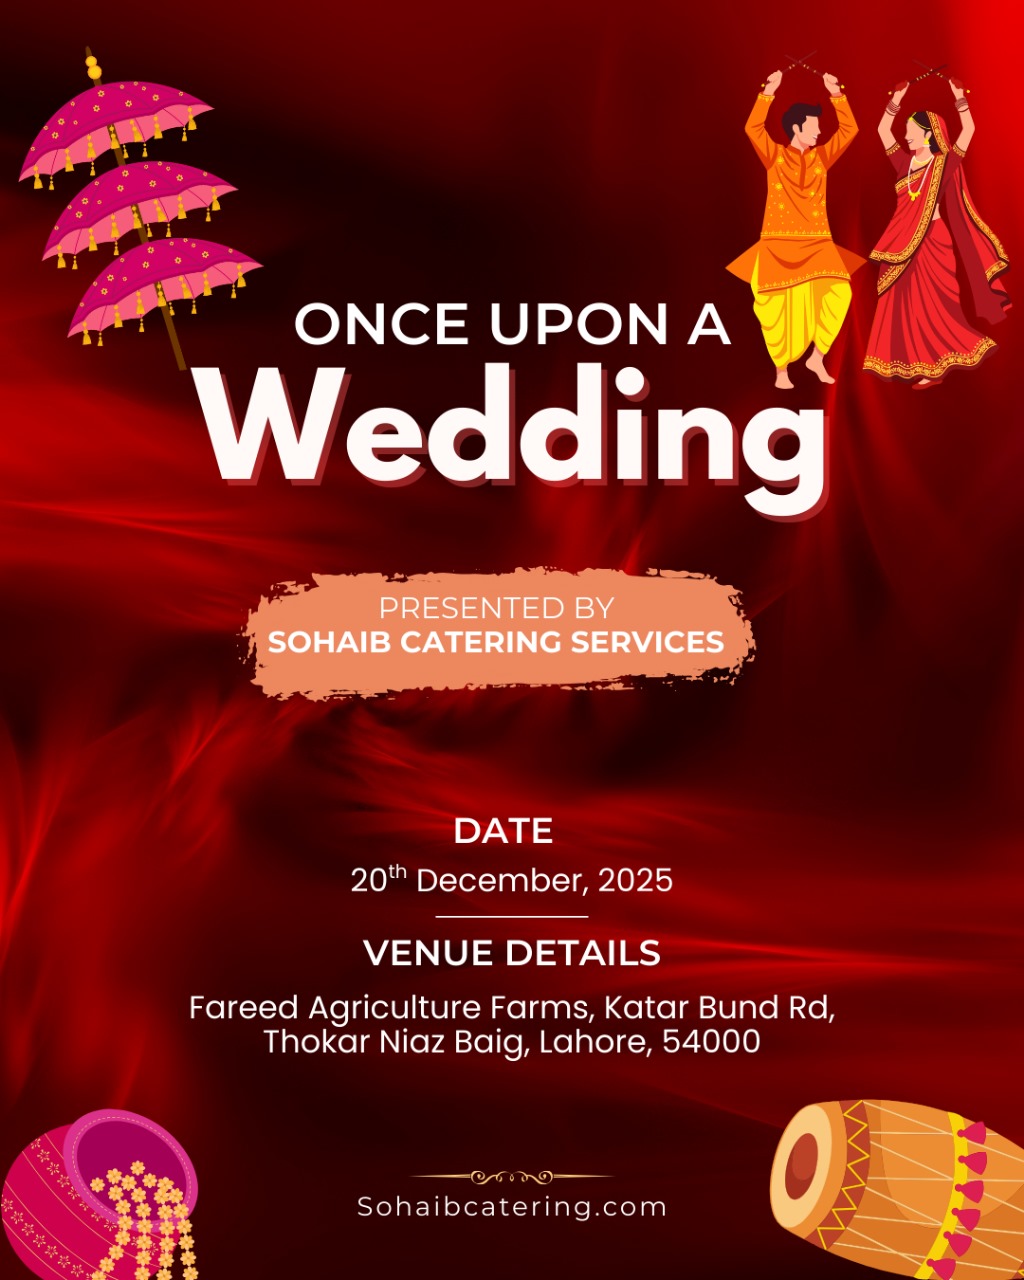 ONCE UPON A
Wedding
PRESENTED BY
SOHAIB CATERING SERVICES
DATE
20th December, 2025
VENUE DETAILS
Fareed Agriculture Farms, Katar Bund Rd,
Thokar Niaz Baig, Lahore, 54000
Sohaibcatering.com